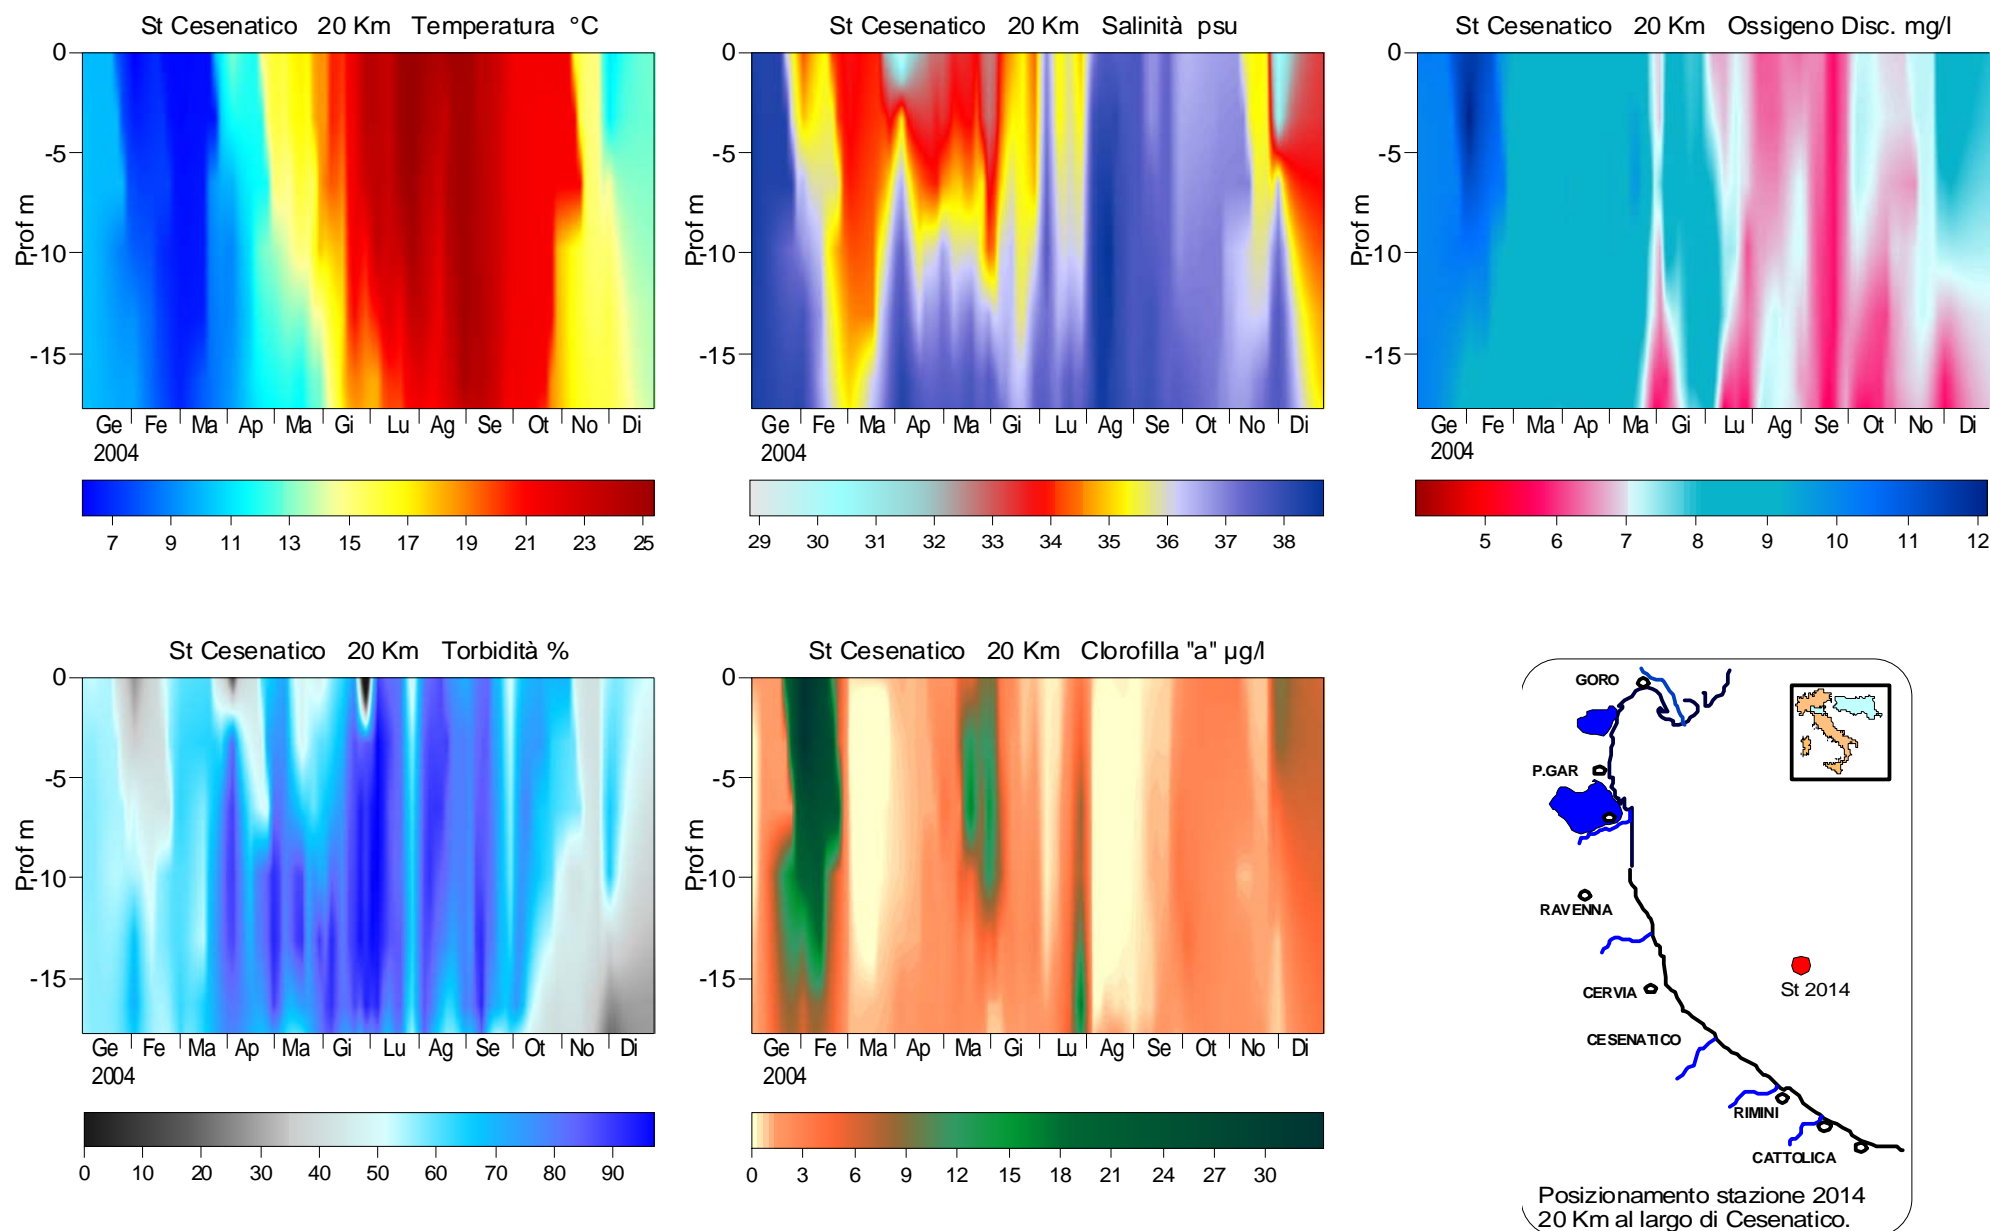 St Cesenatico 20 Km Temperatura °C
0
-5
-10
-15
Prof m
Ge Fe Ma Ap Ma Gi Lu Ag Se Ot No Di
2004
7 9 11 13 15 17 19 21 23 25
St Cesenatico 20 Km Salinità psu
0
-5
-10
-15
Prof m
Ge Fe Ma Ap Ma Gi Lu Ag Se Ot No Di
2004
29 30 31 32 33 34 35 36 37 38
St Cesenatico 20 Km Ossigeno Disc. mg/l
0
-5
-10
-15
Prof m
Ge Fe Ma Ap Ma Gi Lu Ag Se Ot No Di
2004
5 6 7 8 9 10 11 12
St Cesenatico 20 Km Torbidità %
0
-5
-10
-15
Prof m
Ge Fe Ma Ap Ma Gi Lu Ag Se Ot No Di
2004
0 10 20 30 40 50 60 70 80 90
St Cesenatico 20 Km Clorofilla "a" µg/l
0
-5
-10
-15
Prof m
Ge Fe Ma Ap Ma Gi Lu Ag Se Ot No Di
2004
0 3 6 9 12 15 18 21 24 27 30
GORO
P.GAR
RAVENNA
CERVIA
St 2014
CESENATICO
RIMINI
CATTOLICA
Posizionamento stazione 2014
20 Km al largo di Cesenatico.